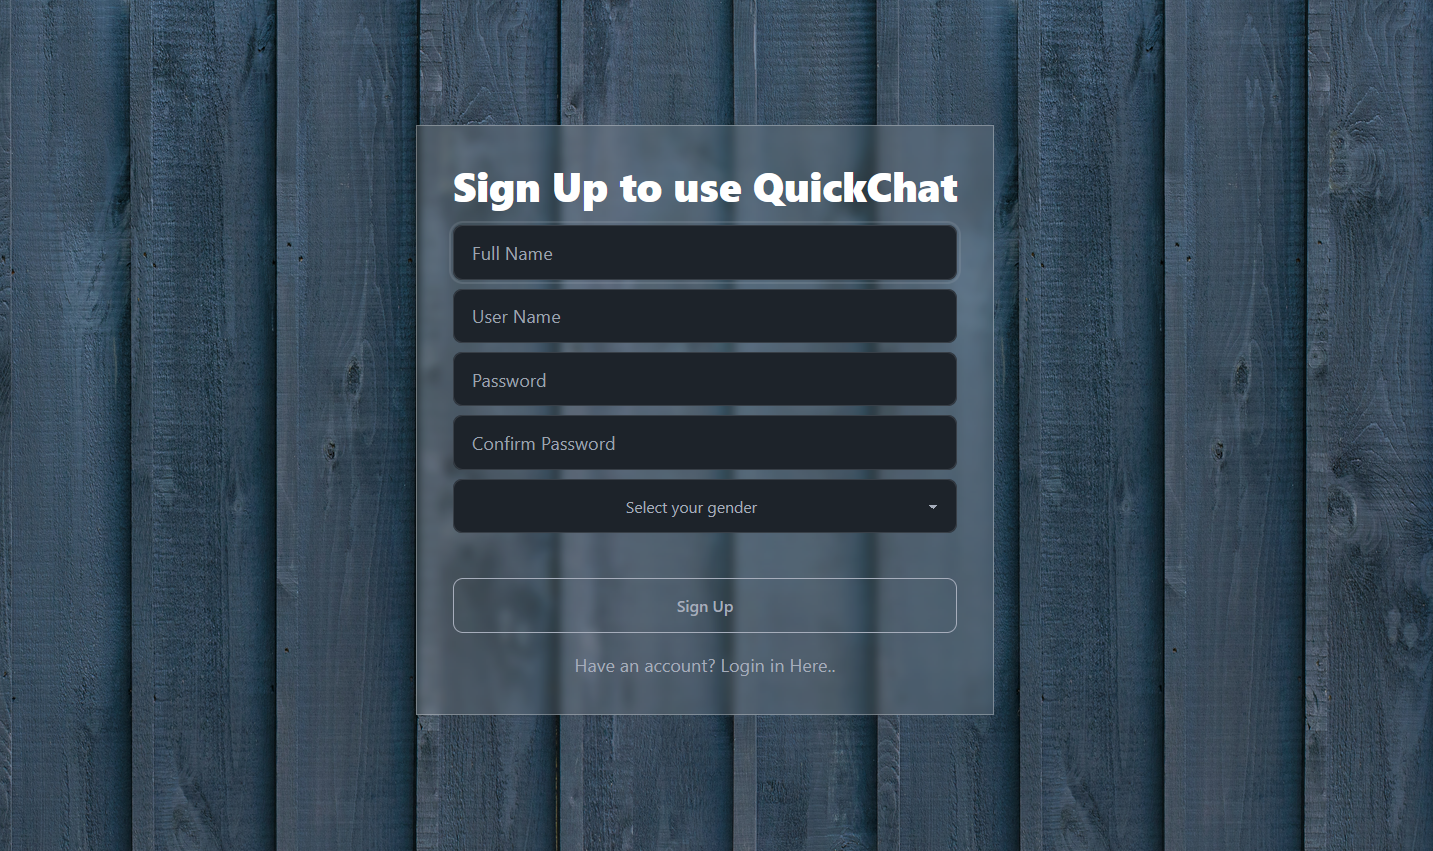 Sign Up to use QuickChat
Full Name
User Name
Password
Confirm Password
Select your gender
Sign Up
Have an account? Login in Here..